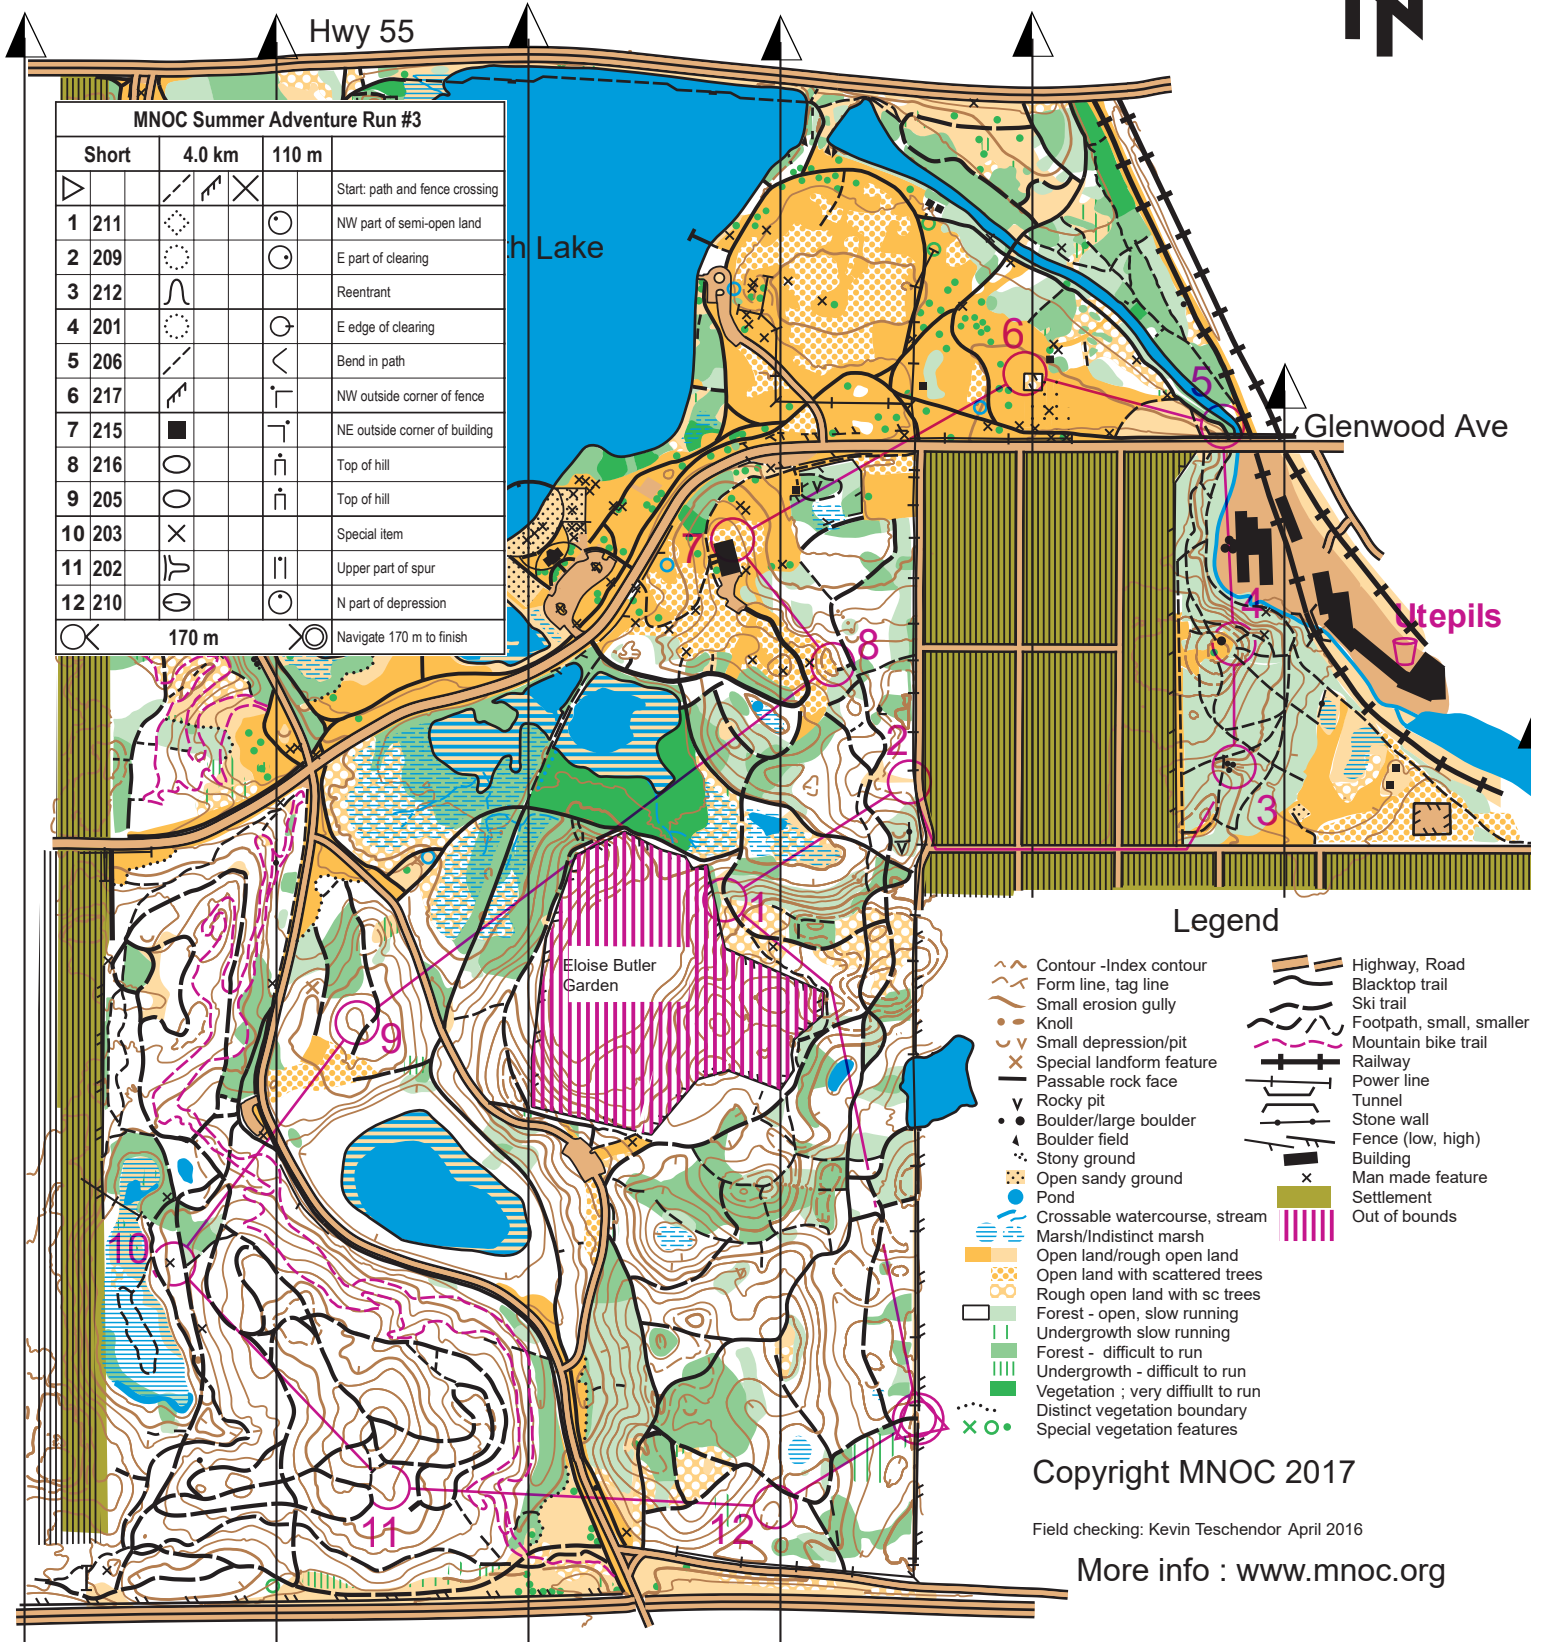 Hwy 55
N
MNOC Summer Adventure Run #3
Short 4.0 km 110 m
Start: path and fence crossing
1 211 NW part of semi-open land
2 209 E part of clearing
3 212 Reentrant
4 201 E edge of clearing
5 206 Bend in path
6 217 NW outside corner of fence
7 215 NE outside corner of building
8 216 Top of hill
9 205 Top of hill
10 203 Special item
11 202 Upper part of spur
12 210 N part of depression
170 m Navigate 170 m to finish
h Lake
6
5
Glenwood Ave
7
4
Utepils
8
2
3
1
Eloise Butler
Garden
9
10
11
12
Legend
Contour -Index contour
Form line, tag line
Small erosion gully
Knoll
Small depression/pit
Special landform feature
Passable rock face
Rocky pit
Boulder/large boulder
Boulder field
Stony ground
Open sandy ground
Pond
Crossable watercourse, stream
Marsh/Indistinct marsh
Open land/rough open land
Open land with scattered trees
Rough open land with sc trees
Forest - open, slow running
Undergrowth slow running
Forest - difficult to run
Undergrowth - difficult to run
Vegetation ; very diffiullt to run
Distinct vegetation boundary
Special vegetation features
Highway, Road
Blacktop trail
Ski trail
Footpath, small, smaller
Mountain bike trail
Railway
Power line
Tunnel
Stone wall
Fence (low, high)
Building
Man made feature
Settlement
Out of bounds
Copyright MNOC 2017
Field checking: Kevin Teschendor April 2016
More info : www.mnoc.org